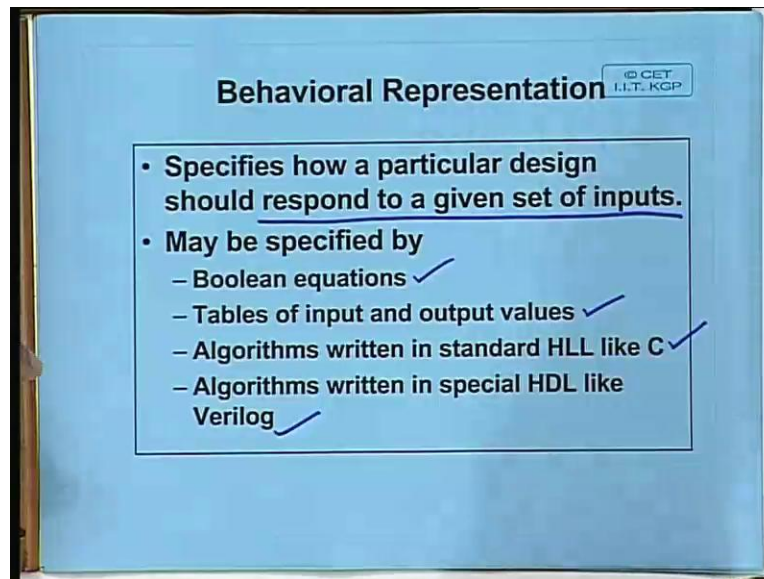 Behavioral Representation
© CET
I.I.T. KGP
• Specifies how a particular design
should respond to a given set of inputs.
• May be specified by
– Boolean equations
– Tables of input and output values
– Algorithms written in standard HLL like C
– Algorithms written in special HDL like
Verilog